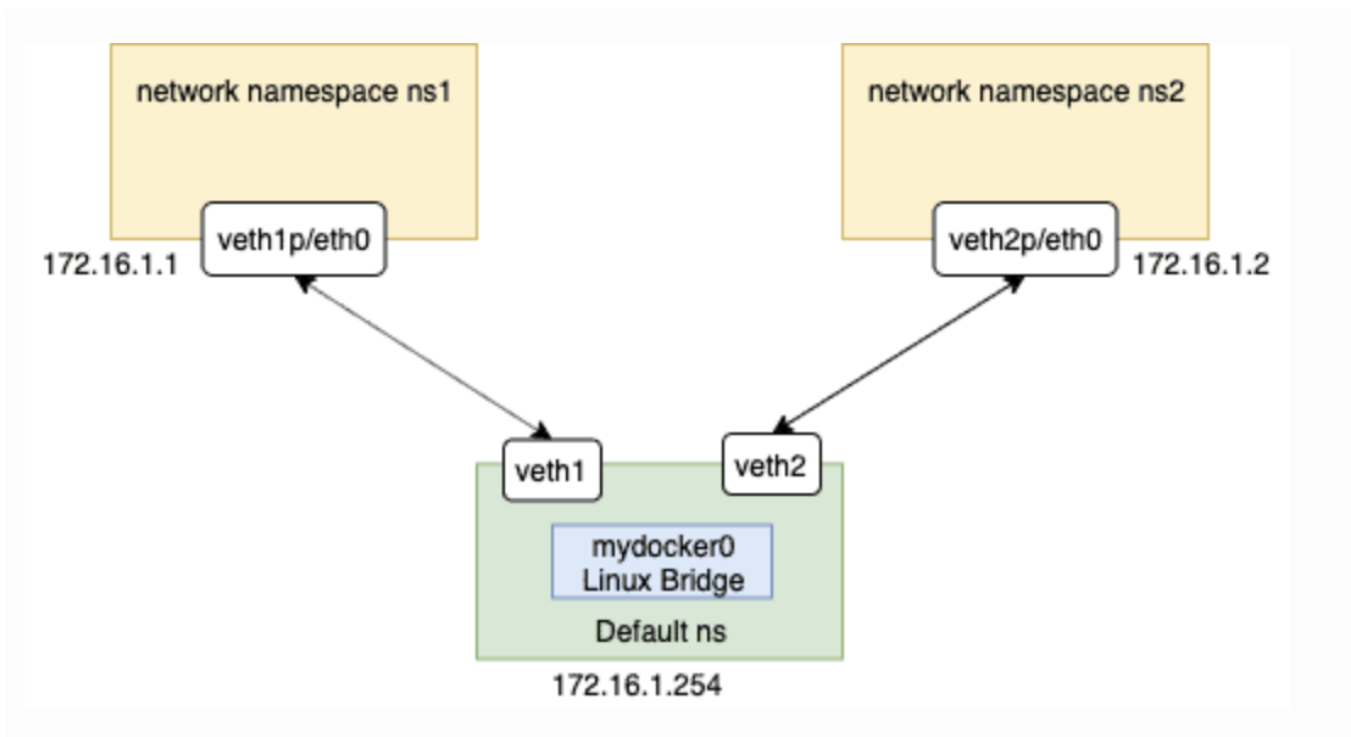 network namespace ns1
network namespace ns2
veth1p/eth0
veth2p/eth0
172.16.1.1
172.16.1.2
veth1
veth2
mydocker0
Linux Bridge
Default ns
172.16.1.254